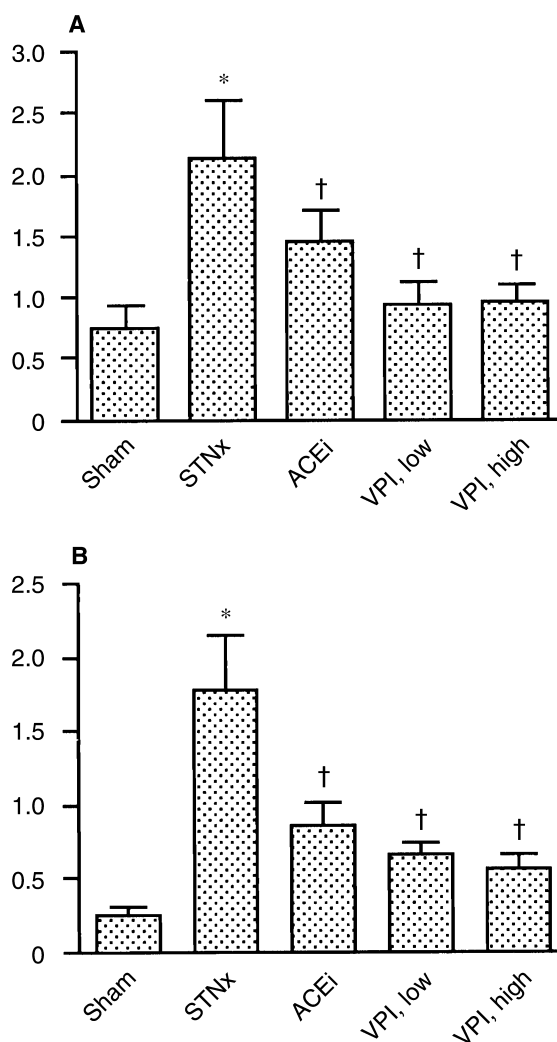 A
3.0
2.5
2.0
1.5
1.0
0.5
0
*
†
†
†
Sham
STNx
ACEi
VPI, low
VPI, high
B
2.5
2.0
1.5
1.0
0.5
0
*
†
†
†
Sham
STNx
ACEi
VPI, low
VPI, high